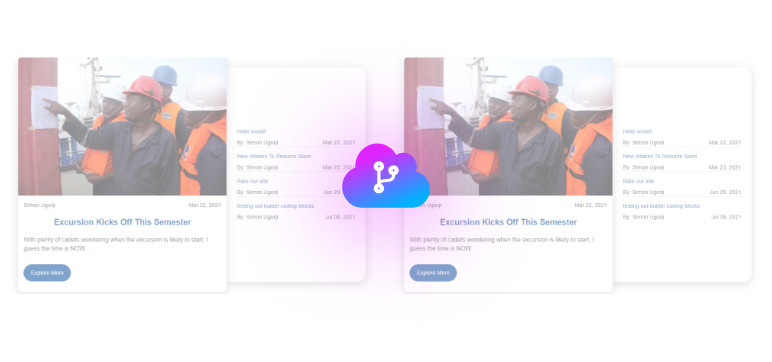 Simon Ugorji Mar 22, 2021
Excursion Kicks Off This Semester
With plenty of cadets wondering when the excursion is likely to start, I
guess the time is NOW.
Explore More
Hello world!
By: Simon Ugorji Mar 22, 2021
New Intakes To Resume Soon
By: Simon Ugorji Mar 23, 2021
Rate our site
By: Simon Ugorji Jun 29, 2021
testing out loader coding blocks
By: Simon Ugorji Jul 08, 2021
Ugorji Mar 22, 2021
Excursion Kicks Off This Semester
With plenty of cadets wondering when the excursion is likely to start, I
guess the time is NOW.
Explore More
Hello world!
By: Simon Ugorji Mar 22, 2021
New Intakes To Resume Soon
By: Simon Ugorji Mar 23, 2021
Rate our site
By: Simon Ugorji Jun 29, 2021
testing out loader coding blocks
By: Simon Ugorji Jul 08, 2021